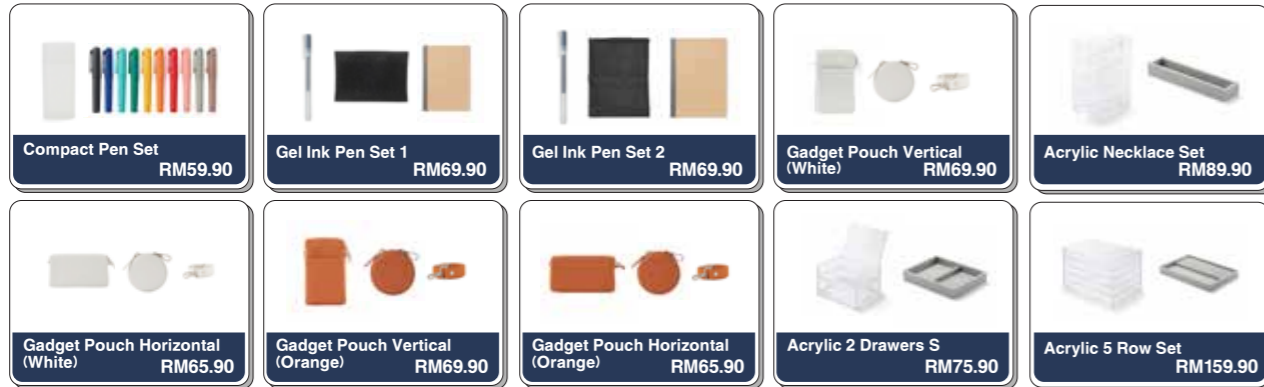 Compact Pen Set
RM59.90
Gel Ink Pen Set 1
RM69.90
Gel Ink Pen Set 2
RM69.90
Gadget Pouch Vertical
(White)
RM69.90
Acrylic Necklace Set
RM89.90
Gadget Pouch Horizontal
(White)
RM65.90
Gadget Pouch Vertical
(Orange)
RM69.90
Gadget Pouch Horizontal
(Orange)
RM65.90
Acrylic 2 Drawers S
RM75.90
Acrylic 5 Row Set
RM159.90